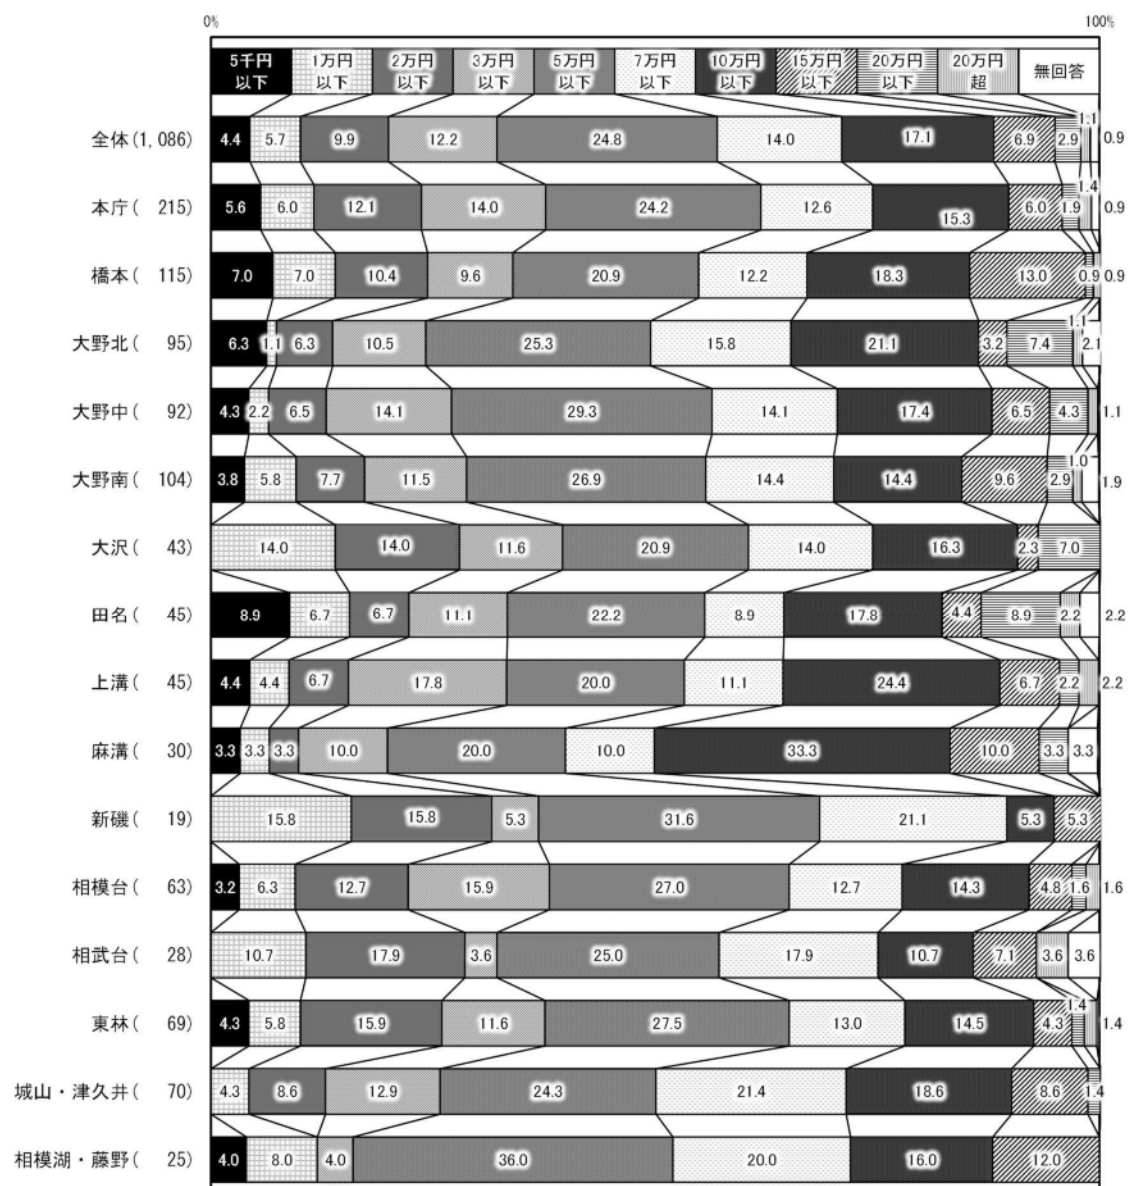 0% 100%
5千円以下 1万円以下 2万円以下 3万円以下 5万円以下 7万円以下 10万円以下 15万円以下 20万円以下 20万円超 無回答
全体(1,086) 4.4 5.7 9.9 12.2 24.8 14.0 17.1 6.9 2.9 1.1 0.9
本庁( 215) 5.6 6.0 12.1 14.0 24.2 12.6 15.3 6.0 1.9 1.4 0.9
橋本( 115) 7.0 7.0 10.4 9.6 20.9 12.2 18.3 13.0 0.9 0.9
大野北( 95) 6.3 1.1 6.3 10.5 25.3 15.8 21.1 3.2 7.4 1.1 2.1
大野中( 92) 4.3 2.2 6.5 14.1 29.3 14.1 17.4 6.5 4.3 1.1
大野南( 104) 3.8 5.8 7.7 11.5 26.9 14.4 14.4 9.6 2.9 1.0 1.9
大沢( 43) 14.0 14.0 11.6 20.9 14.0 16.3 2.3 7.0
田名( 45) 8.9 6.7 6.7 11.1 22.2 8.9 17.8 4.4 8.9 2.2 2.2
上溝( 45) 4.4 4.4 6.7 17.8 20.0 11.1 24.4 6.7 2.2 2.2
麻溝( 30) 3.3 3.3 3.3 10.0 20.0 10.0 33.3 10.0 3.3 3.3
新磯( 19) 15.8 15.8 5.3 31.6 21.1 5.3 5.3
相模台( 63) 3.2 6.3 12.7 15.9 27.0 12.7 14.3 4.8 1.6 1.6
相武台( 28) 10.7 17.9 3.6 25.0 17.9 10.7 7.1 3.6 3.6
東林( 69) 4.3 5.8 15.9 11.6 27.5 13.0 14.5 4.3 1.4 1.4
城山・津久井( 70) 4.3 8.6 12.9 24.3 21.4 18.6 8.6 1.4
相模湖・藤野( 25) 4.0 8.0 4.0 36.0 20.0 16.0 12.0